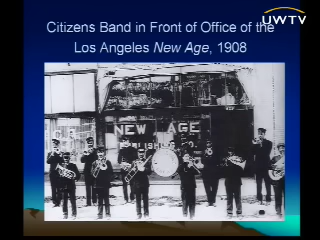 UWTV
Citizens Band in Front of Office of the
Los Angeles New Age, 1908
NEW AGE